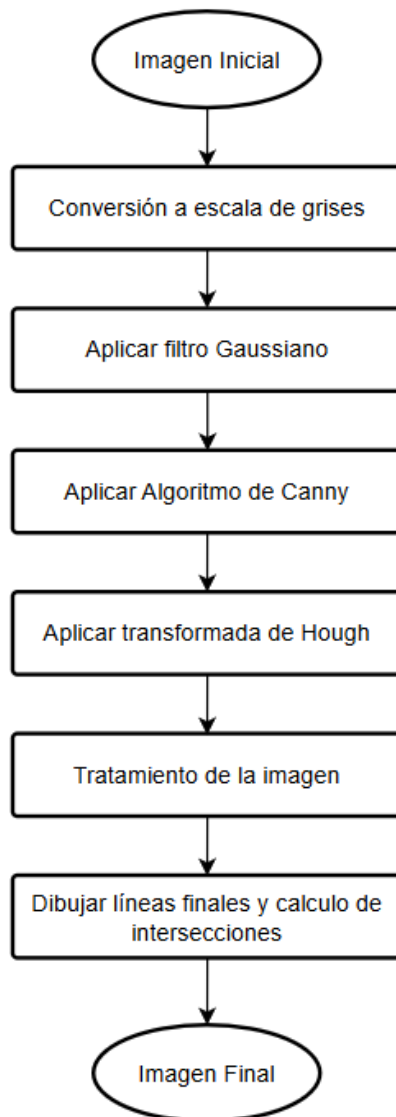 Imagen Inicial
Conversión a escala de grises
Aplicar filtro Gaussiano
Aplicar Algoritmo de Canny
Aplicar transformada de Hough
Tratamiento de la imagen
Dibujar líneas finales y calculo de
intersecciones
Imagen Final